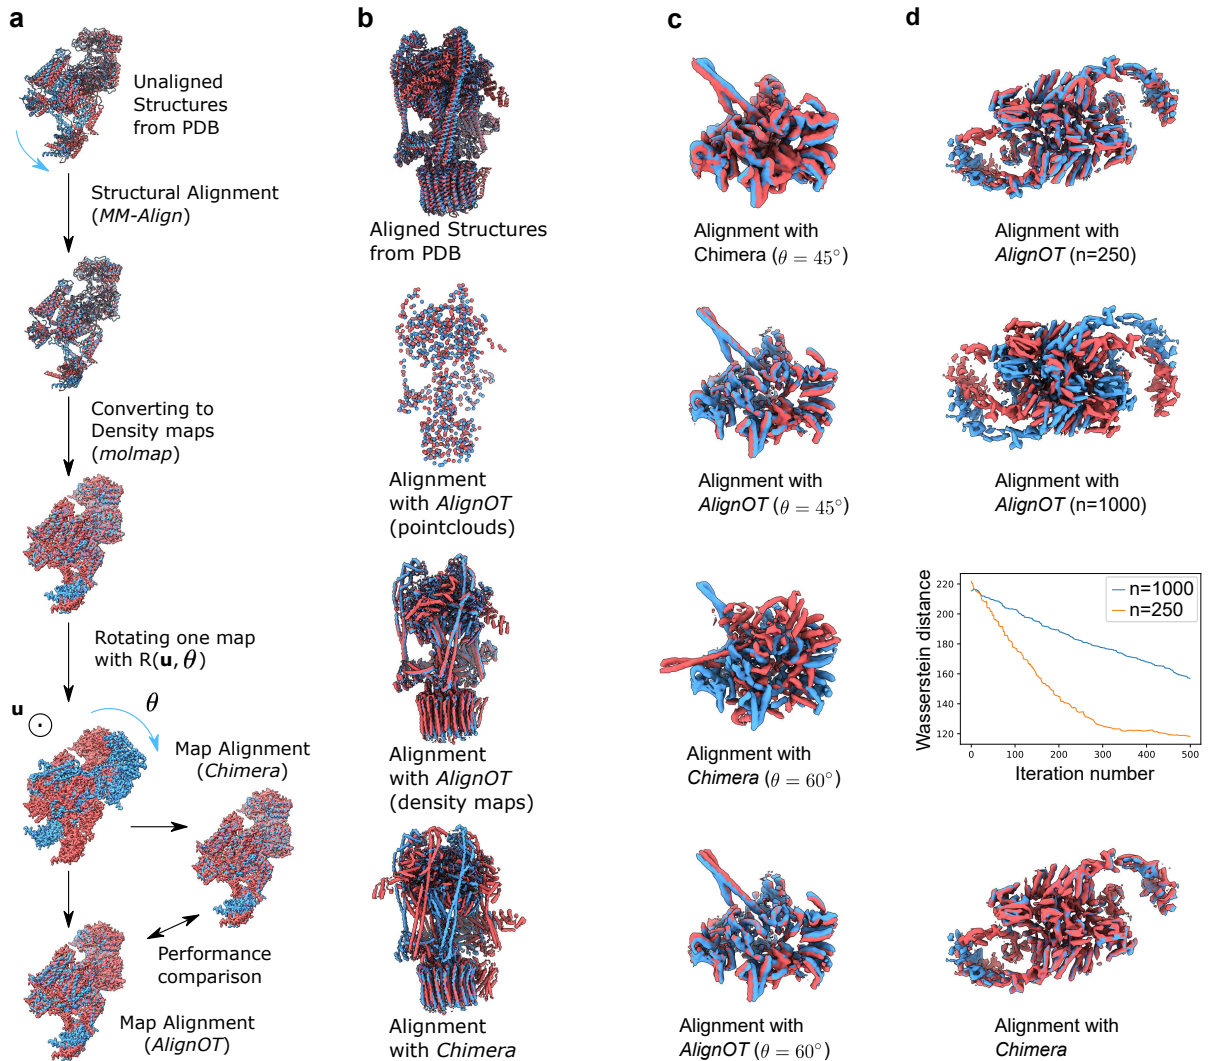 a
Unaligned
Structures
from PDB
Structural Alignment
(MM-Align)
Converting to
Density maps
(molmap)
Rotating one map
with R(u, θ)
u
θ
Map Alignment
(Chimera)
Performance
comparison
Map Alignment
(AlignOT)
b
Aligned Structures
from PDB
Alignment
with AlignOT
(pointclouds)
Alignment
with AlignOT
(density maps)
Alignment
with Chimera
c
Alignment with
Chimera (θ = 45°)
Alignment with
AlignOT (θ = 45°)
Alignment with
Chimera (θ = 60°)
Alignment with
AlignOT (θ = 60°)
d
Alignment with
AlignOT (n=250)
Alignment with
AlignOT (n=1000)
Wasserstein distance
220
200
180
160
140
120
n=1000
n=250
0 100 200 300 400 500
Iteration number
Alignment with
Chimera